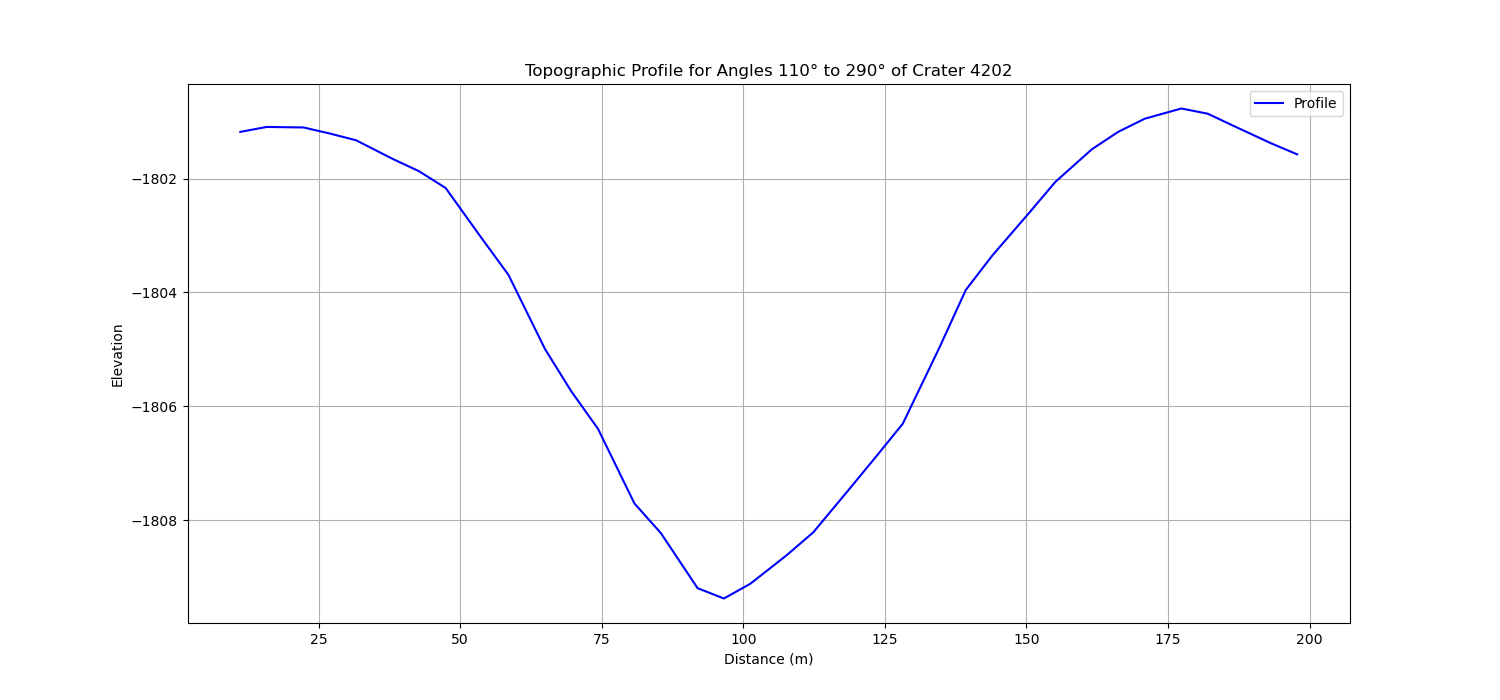 Topographic Profile for Angles 110° to 290° of Crater 4202
Profile
−1802
−1804
−1806
−1808
Elevation
25 50 75 100 125 150 175 200
Distance (m)